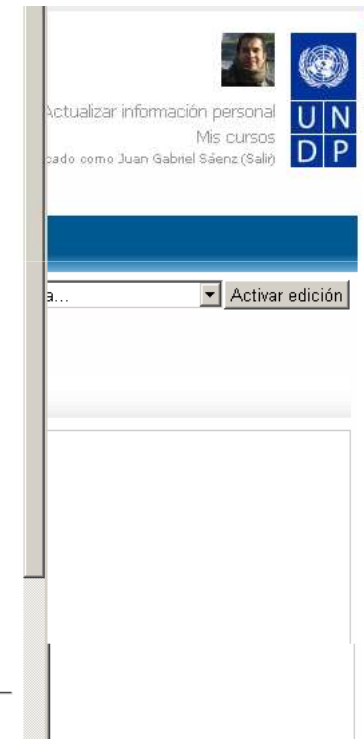 Actualizar información personal
Mis cursos
cado como Juan Gabriel Sáenz (Salir)
U N
D P
a...
Activar edición